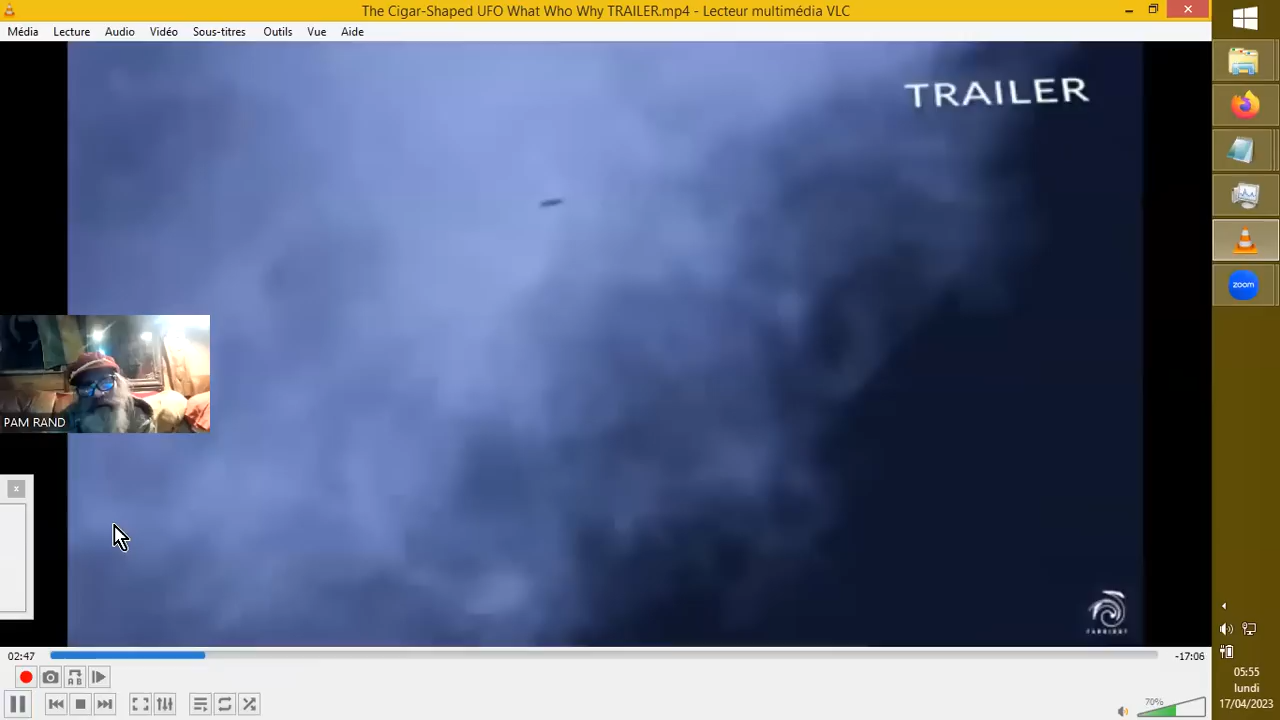 The Cigar-Shaped UFO What Who Why TRAILER.mp4 - Lecteur multimédia VLC
Média Lecture Audio Vidéo Sous-titres Outils Vue Aide
TRAILER
zoom
PAM RAND
x
02:47
-17:06
05:55
lundi
17/04/2023
70%